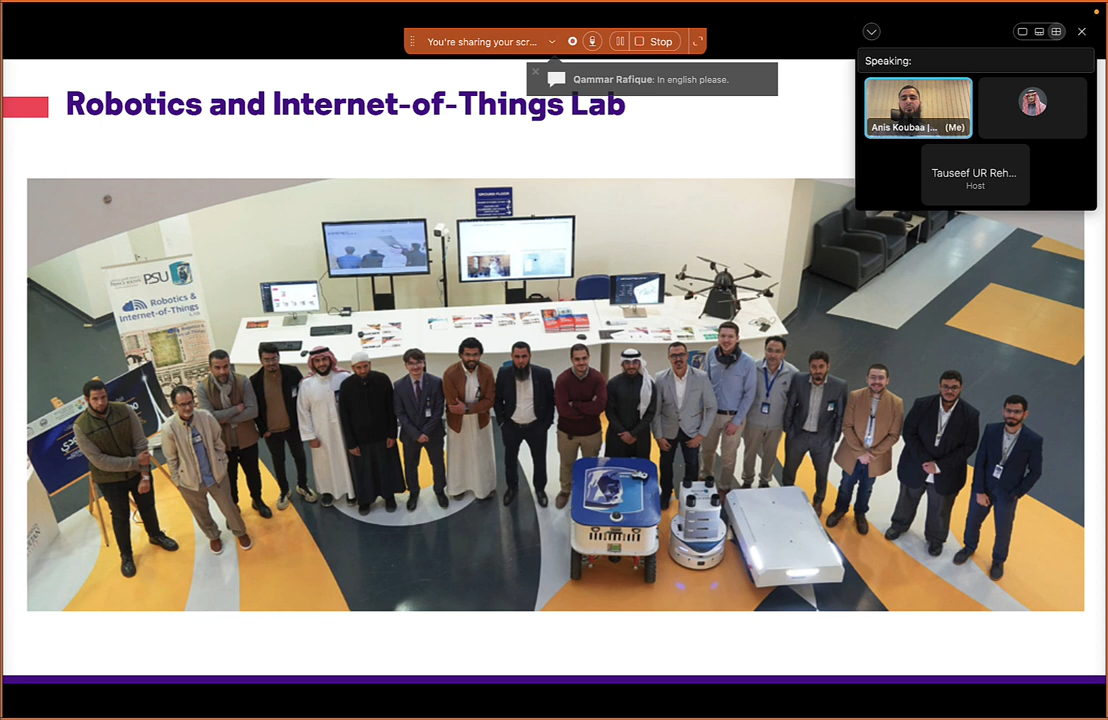 You're sharing your scr...
Stop
Qammar Rafique: In english please.
Speaking:
Anis Koubaa |... (Me)
Tauseef UR Reh...
Host
Robotics and Internet-of-Things Lab
PSU
Robotics &
Internet-of-Things